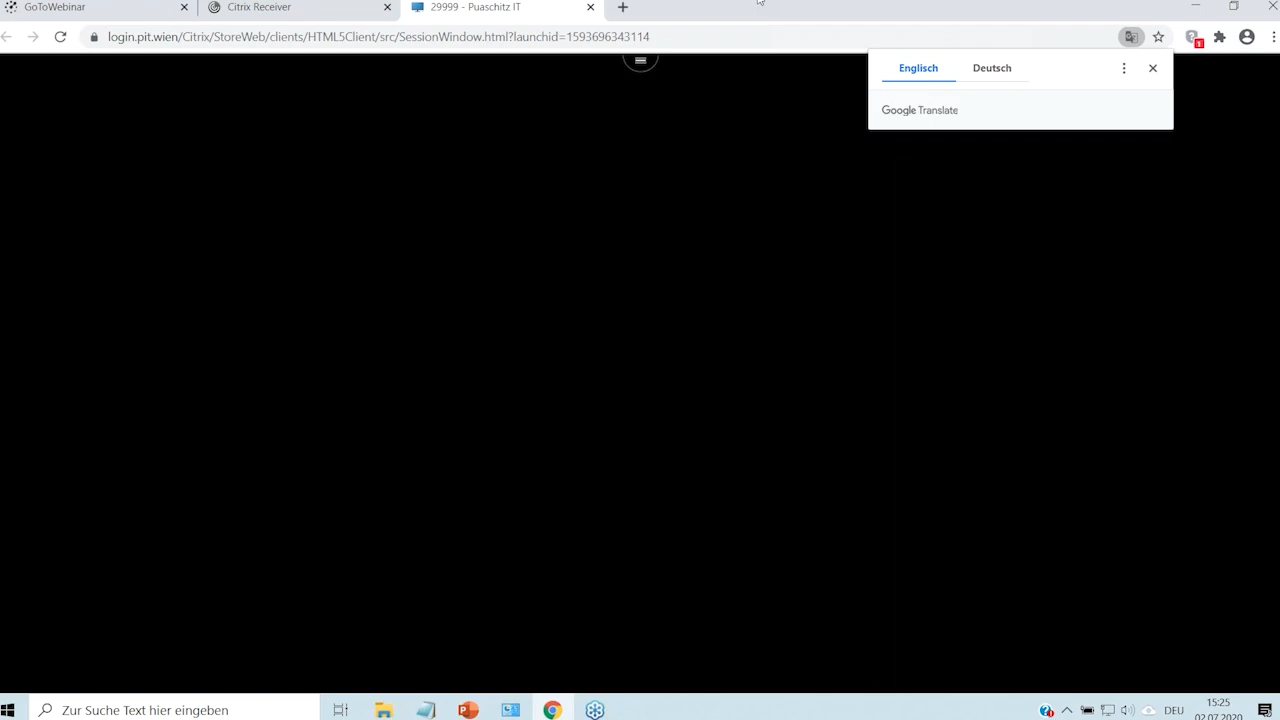 GoToWebinar
Citrix Receiver
29999 - Puaschitz IT
login.pit.wien/Citrix/StoreWeb/clients/HTML5Client/src/SessionWindow.html?launchid=1593696343114
Englisch
Deutsch
Google Translate
Zur Suche Text hier eingeben
DEU
15:25
02.07.2020